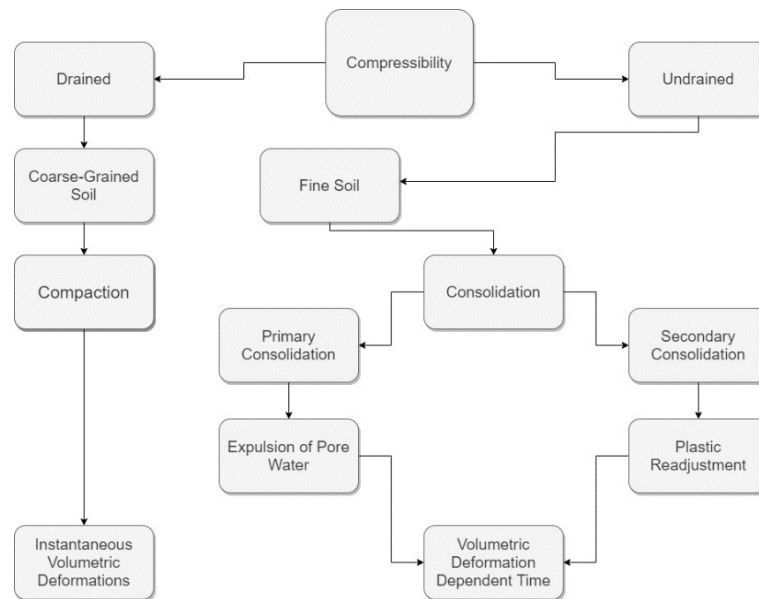 Compressibility
Drained
Undrained
Coarse-Grained
Soil
Fine Soil
Compaction
Consolidation
Primary
Consolidation
Secondary
Consolidation
Expulsion of Pore
Water
Plastic
Readjustment
Instantaneous
Volumetric
Deformations
Volumetric
Deformation
Dependent Time